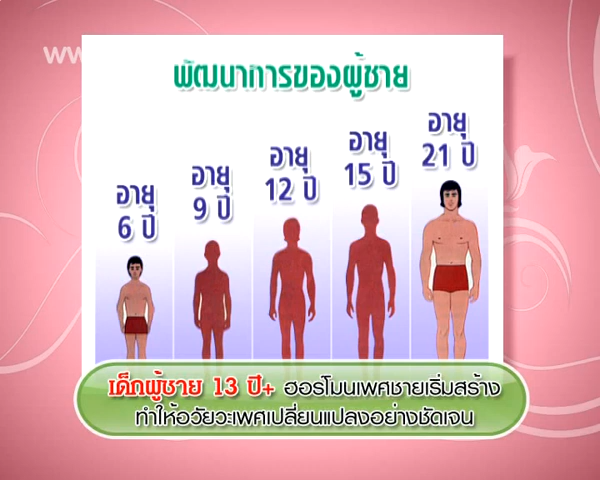 ww
พัฒนาการของผู้ชาย
อายุ
6 ปี
อายุ
9 ปี
อายุ
12 ปี
อายุ
15 ปี
อายุ
21 ปี
เด็กผู้ชาย 13 ปี+ ฮอร์โมนเพศชายเริ่มสร้าง
ทำให้อวัยวะเพศเปลี่ยนแปลงอย่างชัดเจน